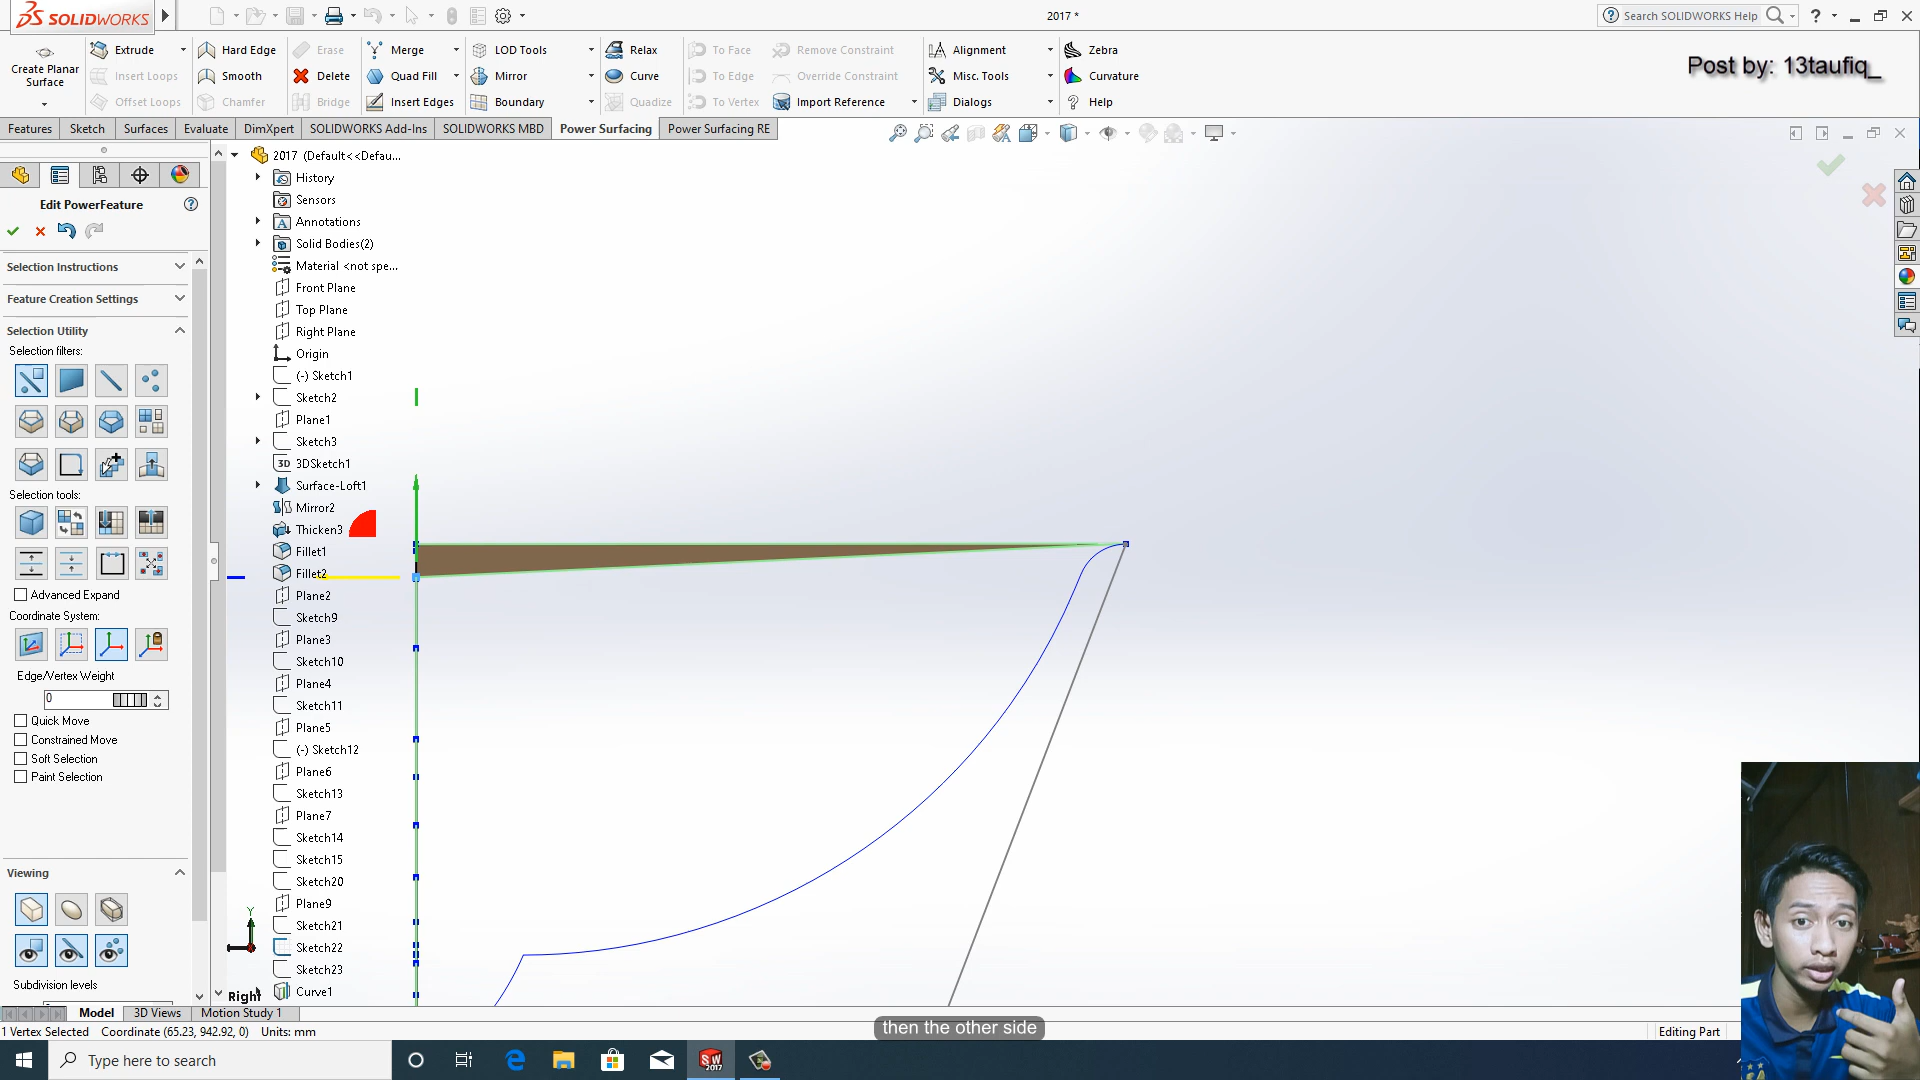 SOLIDWORKS
2017 *
Search SOLIDWORKS Help
Create Planar Surface
Extrude
Insert Loops
Offset Loops
Hard Edge
Smooth
Chamfer
Erase
Delete
Bridge
Merge
Quad Fill
Insert Edges
LOD Tools
Mirror
Boundary
Relax
Curve
Quadize
To Face
To Edge
To Vertex
Remove Constraint
Override Constraint
Import Reference
Alignment
Misc. Tools
Dialogs
Zebra
Curvature
Help
Post by: 13taufiq_
Features
Sketch
Surfaces
Evaluate
DimXpert
SOLIDWORKS Add-Ins
SOLIDWORKS MBD
Power Surfacing
Power Surfacing RE
Edit PowerFeature
Selection Instructions
Feature Creation Settings
Selection Utility
Selection filters:
Selection tools:
Advanced Expand
Coordinate System:
Edge/Vertex Weight
0
Quick Move
Constrained Move
Soft Selection
Paint Selection
Viewing
Subdivision levels
2017 (Default<<Defau...
History
Sensors
Annotations
Solid Bodies(2)
Material <not spe...
Front Plane
Top Plane
Right Plane
Origin
(-) Sketch1
Sketch2
Plane1
Sketch3
3D 3DSketch1
Surface-Loft1
Mirror2
Thicken3
Fillet1
Fillet2
Plane2
Sketch9
Plane3
Sketch10
Plane4
Sketch11
Plane5
(-) Sketch12
Plane6
Sketch13
Plane7
Sketch14
Sketch15
Sketch20
Plane9
Sketch21
Sketch22
Sketch23
Curve1
Y
Right
Model
3D Views
Motion Study 1
1 Vertex Selected
Coordinate (65.23, 942.92, 0)
Units: mm
then the other side
Editing Part
Type here to search
SW 2017